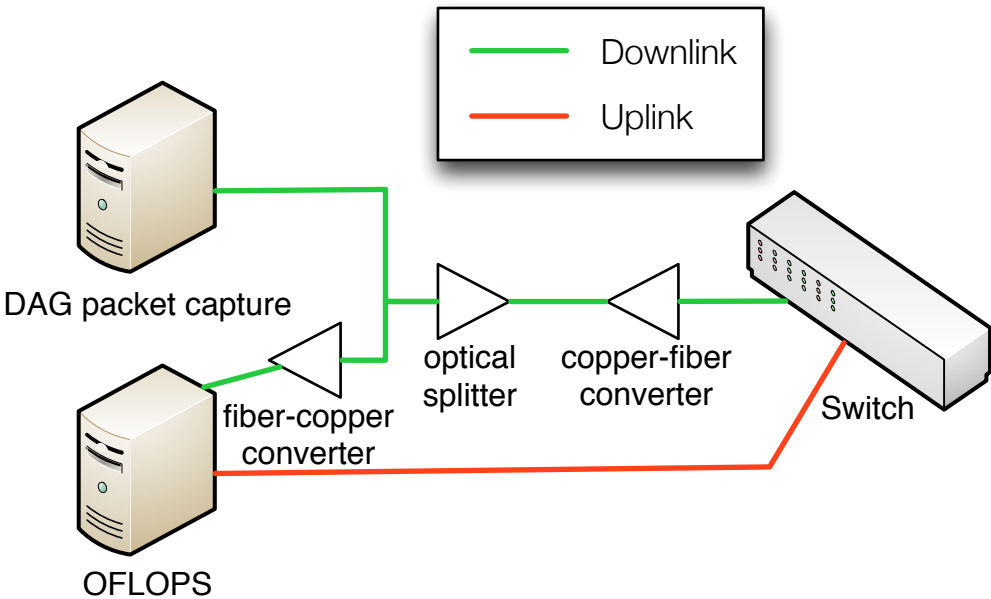 Downlink
Uplink
DAG packet capture
optical
splitter
copper-fiber
converter
Switch
fiber-copper
converter
OFLOPS